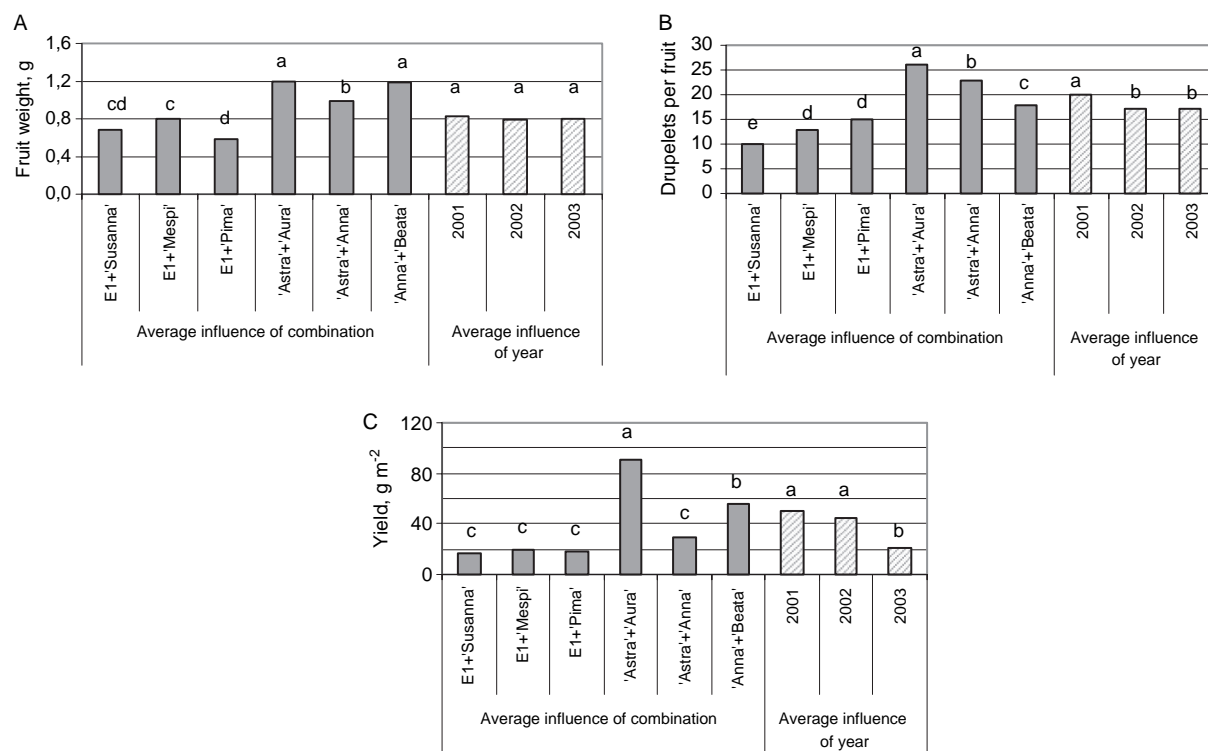 A
Fruit weight, g
1,6
1,2
0,8
0,4
0,0
cd
c
d
a
b
a
a
a
a
E1+'Susanna'
E1+'Mespi'
E1+'Pima'
'Astra'+'Aura'
'Astra'+'Anna'
'Anna'+'Beata'
2001
2002
2003
Average influence of combination
Average influence
of year
B
Drupelets per fruit
30
25
20
15
10
5
0
e
d
d
a
b
c
a
b
b
E1+'Susanna'
E1+'Mespi'
E1+'Pima'
'Astra'+'Aura'
'Astra'+'Anna'
'Anna'+'Beata'
2001
2002
2003
Average influence of combination
Average influence
of year
C
Yield, g m⁻²
120
80
40
0
c
c
c
a
c
b
a
a
b
E1+'Susanna'
E1+'Mespi'
E1+'Pima'
'Astra'+'Aura'
'Astra'+'Anna'
'Anna'+'Beata'
2001
2002
2003
Average influence of combination
Average influence
of year